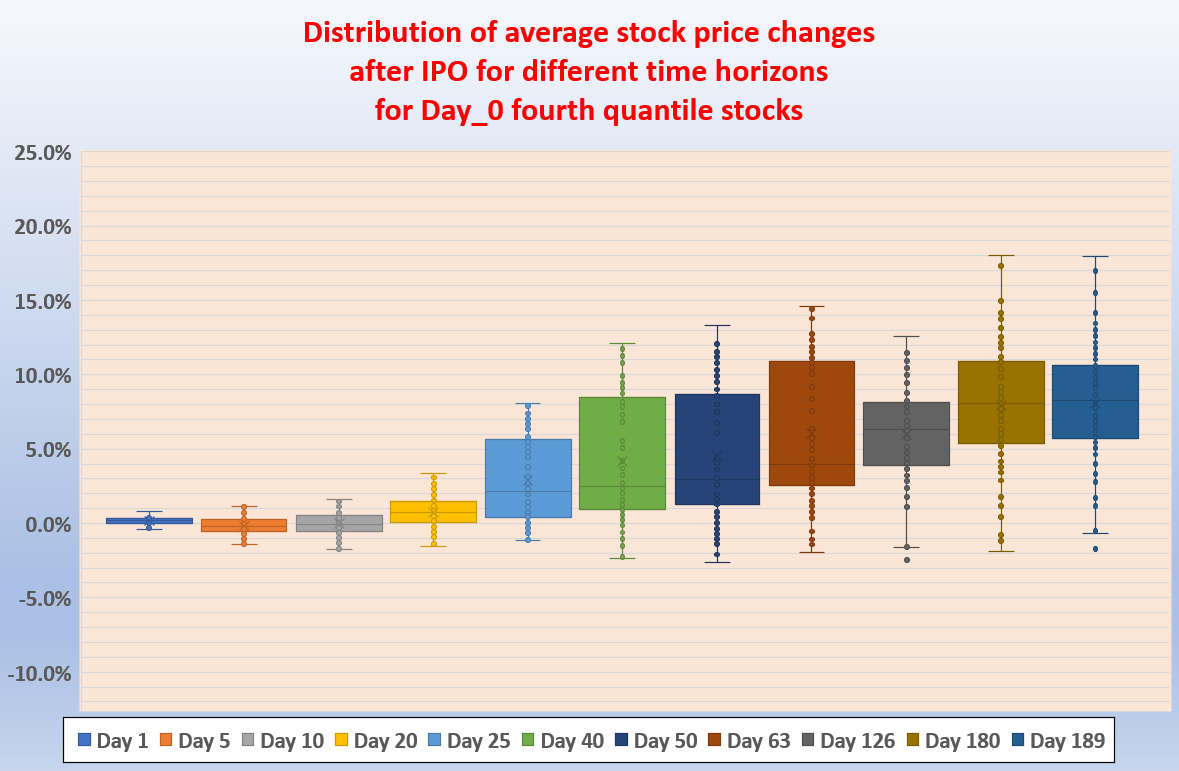 Distribution of average stock price changes
after IPO for different time horizons
for Day_0 fourth quantile stocks
25.0%
20.0%
15.0%
10.0%
5.0%
0.0%
-5.0%
-10.0%
Day 1 Day 5 Day 10 Day 20 Day 25 Day 40 Day 50 Day 63 Day 126 Day 180 Day 189